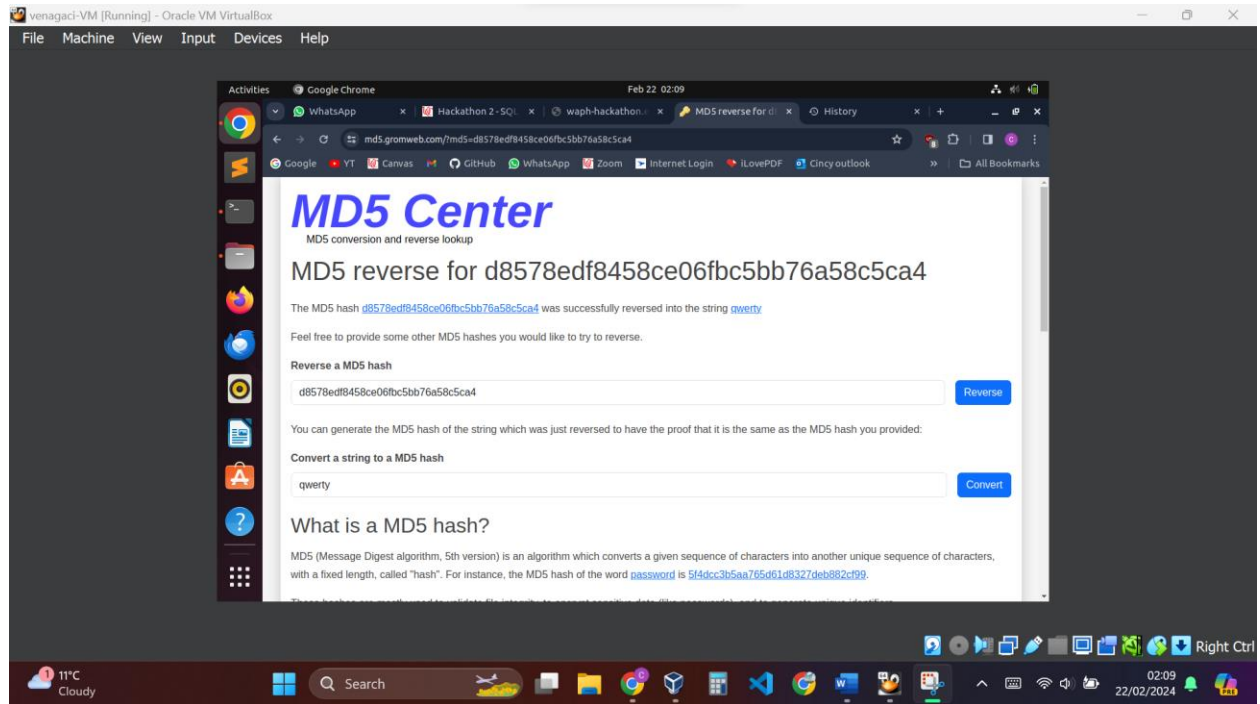 venagaci-VM [Running] - Oracle VM VirtualBox
File Machine View Input Devices Help
Activities Google Chrome Feb 22 02:09
WhatsApp Hackathon 2 - SQL waph-hackathon. MD5 reverse for d History
md5.gromweb.com/?md5=d8578edf8458ce06fbc5bb76a58c5ca4
Google YT Canvas GitHub WhatsApp Zoom Internet Login iLovePDF Cincy outlook » All Bookmarks
MD5 Center
MD5 conversion and reverse lookup
MD5 reverse for d8578edf8458ce06fbc5bb76a58c5ca4
The MD5 hash d8578edf8458ce06fbc5bb76a58c5ca4 was successfully reversed into the string qwerty
Feel free to provide some other MD5 hashes you would like to try to reverse.
Reverse a MD5 hash
d8578edf8458ce06fbc5bb76a58c5ca4 Reverse
You can generate the MD5 hash of the string which was just reversed to have the proof that it is the same as the MD5 hash you provided:
Convert a string to a MD5 hash
qwerty Convert
What is a MD5 hash?
MD5 (Message Digest algorithm, 5th version) is an algorithm which converts a given sequence of characters into another unique sequence of characters,
with a fixed length, called "hash". For instance, the MD5 hash of the word password is 5f4dcc3b5aa765d61d8327deb882cf99.
Right Ctrl
1 11°C
Cloudy
Search
02:09
22/02/2024